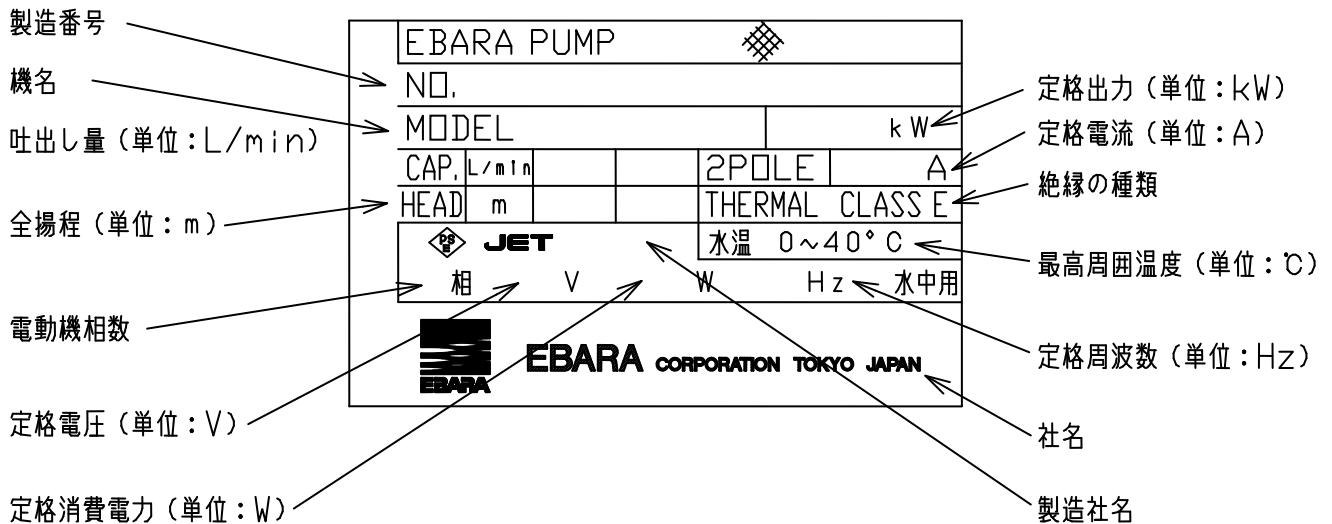 製造番号
機名
吐出し量（単位：L/min）
全揚程（単位：m）
電動機相数
定格電圧（単位：V）
定格消費電力（単位：W）
EBARA PUMP
NO.
MODEL kW
CAP. L/min 2POLE A
HEAD m THERMAL CLASS E
PSE JET 水温 0～40°C
相 V W Hz 水中用
EBARA
EBARA CORPORATION TOKYO JAPAN
定格出力（単位：kW）
定格電流（単位：A）
絶縁の種類
最高周囲温度（単位：℃）
定格周波数（単位：Hz）
社名
製造社名